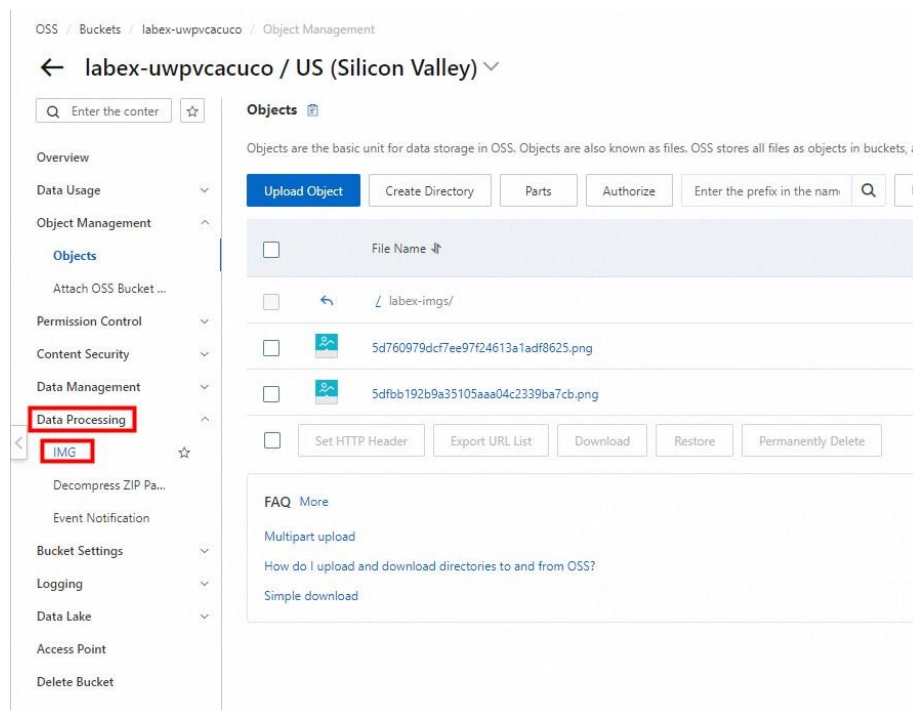 OSS / Buckets / labex-uwpvcacuco / Object Management
← labex-uwpvcacuco / US (Silicon Valley)
Enter the conter
Objects
Overview
Objects are the basic unit for data storage in OSS. Objects are also known as files. OSS stores all files as objects in buckets,
Data Usage
Upload Object Create Directory Parts Authorize Enter the prefix in the nam
Object Management
Objects
File Name
Attach OSS Bucket ...
/ labex-imgs/
Permission Control
Content Security
5d760979dcf7ee97f24613a1adf8625.png
Data Management
5dfbb192b9a35105aaa04c2339ba7cb.png
Data Processing
IMG
Set HTTP Header Export URL List Download Restore Permanently Delete
Decompress ZIP Pa...
Event Notification
FAQ More
Bucket Settings
Multipart upload
Logging
How do I upload and download directories to and from OSS?
Data Lake
Simple download
Access Point
Delete Bucket